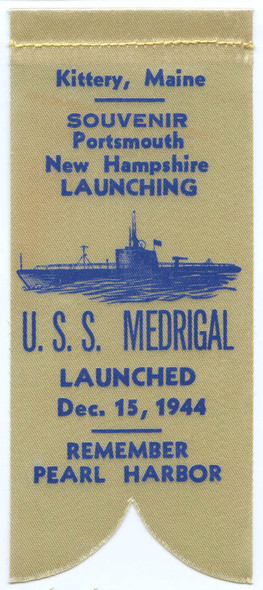 Kittery, Maine
SOUVENIR
Portsmouth
New Hampshire
LAUNCHING
U. S. S. MEDRIGAL
LAUNCHED
Dec. 15, 1944
REMEMBER
PEARL HARBOR